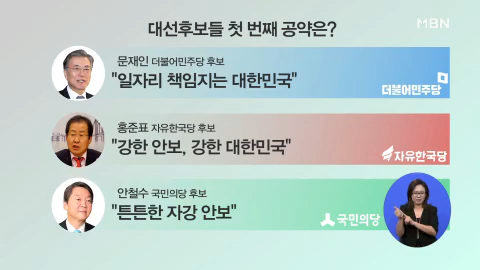 MBN
대선후보들 첫 번째 공약은?
문재인 더불어민주당 후보
"일자리 책임지는 대한민국"
더불어민주당
홍준표 자유한국당 후보
"강한 안보, 강한 대한민국"
자유한국당
안철수 국민의당 후보
"튼튼한 자강 안보"
국민의당